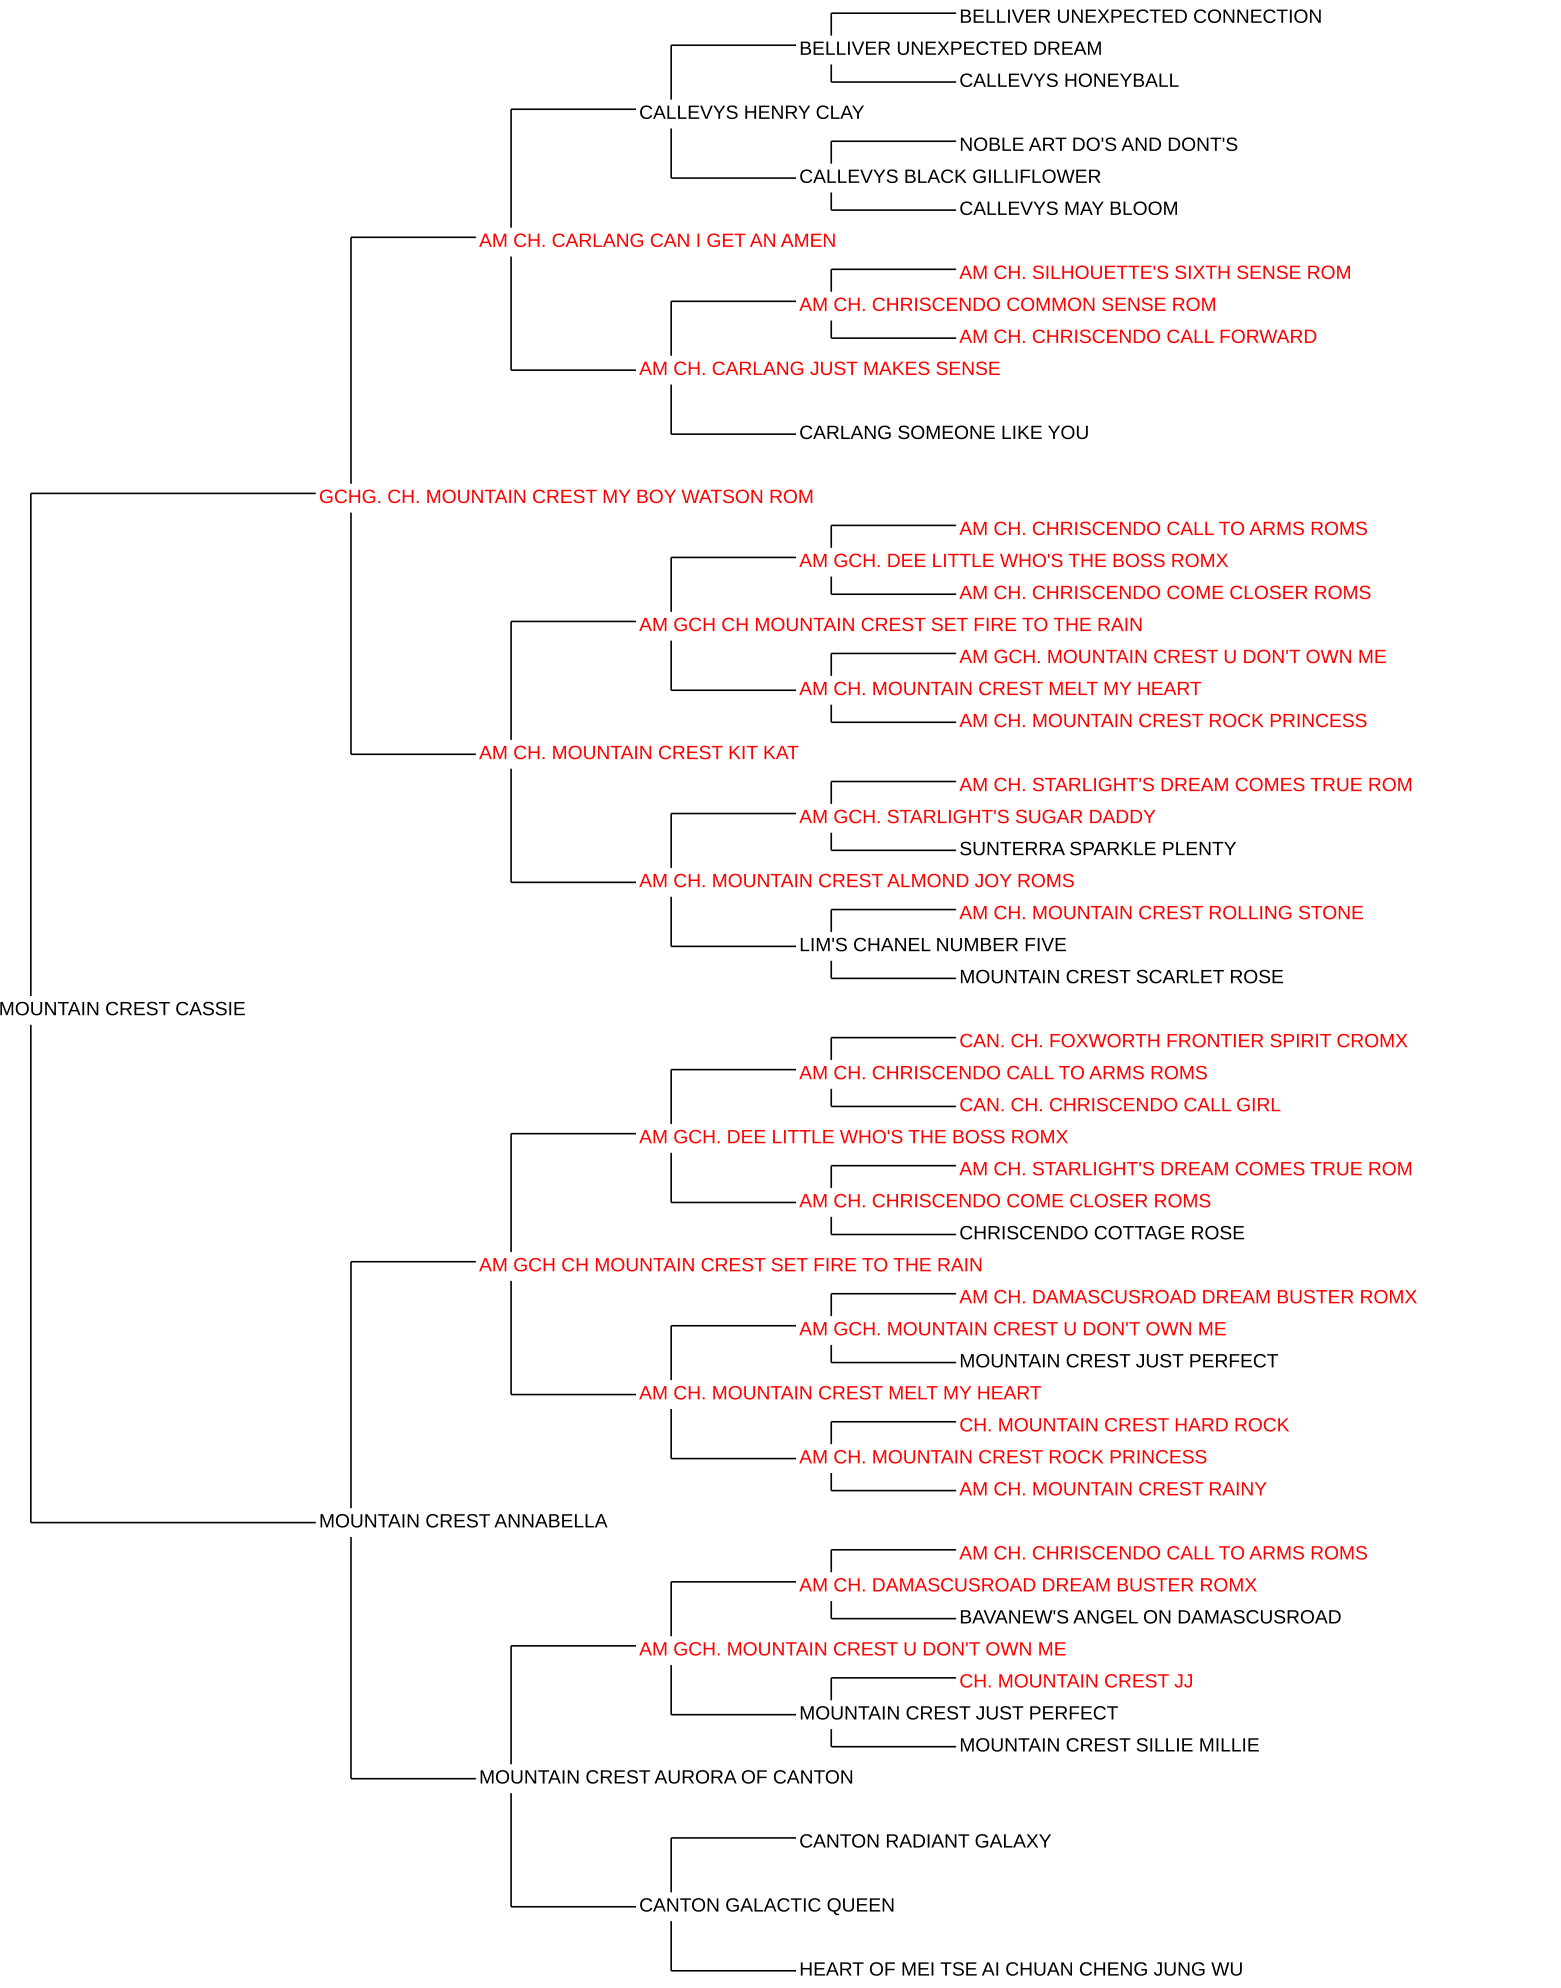 BELLIVER UNEXPECTED CONNECTION
BELLIVER UNEXPECTED DREAM
CALLEVYS HONEYBALL
CALLEVYS HENRY CLAY
NOBLE ART DO'S AND DONT'S
CALLEVYS BLACK GILLIFLOWER
CALLEVYS MAY BLOOM
AM CH. CARLANG CAN I GET AN AMEN
AM CH. SILHOUETTE'S SIXTH SENSE ROM
AM CH. CHRISCENDO COMMON SENSE ROM
AM CH. CHRISCENDO CALL FORWARD
AM CH. CARLANG JUST MAKES SENSE
CARLANG SOMEONE LIKE YOU
GCHG. CH. MOUNTAIN CREST MY BOY WATSON ROM
AM CH. CHRISCENDO CALL TO ARMS ROMS
AM GCH. DEE LITTLE WHO'S THE BOSS ROMX
AM CH. CHRISCENDO COME CLOSER ROMS
AM GCH CH MOUNTAIN CREST SET FIRE TO THE RAIN
AM GCH. MOUNTAIN CREST U DON'T OWN ME
AM CH. MOUNTAIN CREST MELT MY HEART
AM CH. MOUNTAIN CREST ROCK PRINCESS
AM CH. MOUNTAIN CREST KIT KAT
AM CH. STARLIGHT'S DREAM COMES TRUE ROM
AM GCH. STARLIGHT'S SUGAR DADDY
SUNTERRA SPARKLE PLENTY
AM CH. MOUNTAIN CREST ALMOND JOY ROMS
AM CH. MOUNTAIN CREST ROLLING STONE
LIM'S CHANEL NUMBER FIVE
MOUNTAIN CREST SCARLET ROSE
MOUNTAIN CREST CASSIE
CAN. CH. FOXWORTH FRONTIER SPIRIT CROMX
AM CH. CHRISCENDO CALL TO ARMS ROMS
CAN. CH. CHRISCENDO CALL GIRL
AM GCH. DEE LITTLE WHO'S THE BOSS ROMX
AM CH. STARLIGHT'S DREAM COMES TRUE ROM
AM CH. CHRISCENDO COME CLOSER ROMS
CHRISCENDO COTTAGE ROSE
AM GCH CH MOUNTAIN CREST SET FIRE TO THE RAIN
AM CH. DAMASCUSROAD DREAM BUSTER ROMX
AM GCH. MOUNTAIN CREST U DON'T OWN ME
MOUNTAIN CREST JUST PERFECT
AM CH. MOUNTAIN CREST MELT MY HEART
CH. MOUNTAIN CREST HARD ROCK
AM CH. MOUNTAIN CREST ROCK PRINCESS
AM CH. MOUNTAIN CREST RAINY
MOUNTAIN CREST ANNABELLA
AM CH. CHRISCENDO CALL TO ARMS ROMS
AM CH. DAMASCUSROAD DREAM BUSTER ROMX
BAVANEW'S ANGEL ON DAMASCUSROAD
AM GCH. MOUNTAIN CREST U DON'T OWN ME
CH. MOUNTAIN CREST JJ
MOUNTAIN CREST JUST PERFECT
MOUNTAIN CREST SILLIE MILLIE
MOUNTAIN CREST AURORA OF CANTON
CANTON RADIANT GALAXY
CANTON GALACTIC QUEEN
HEART OF MEI TSE AI CHUAN CHENG JUNG WU